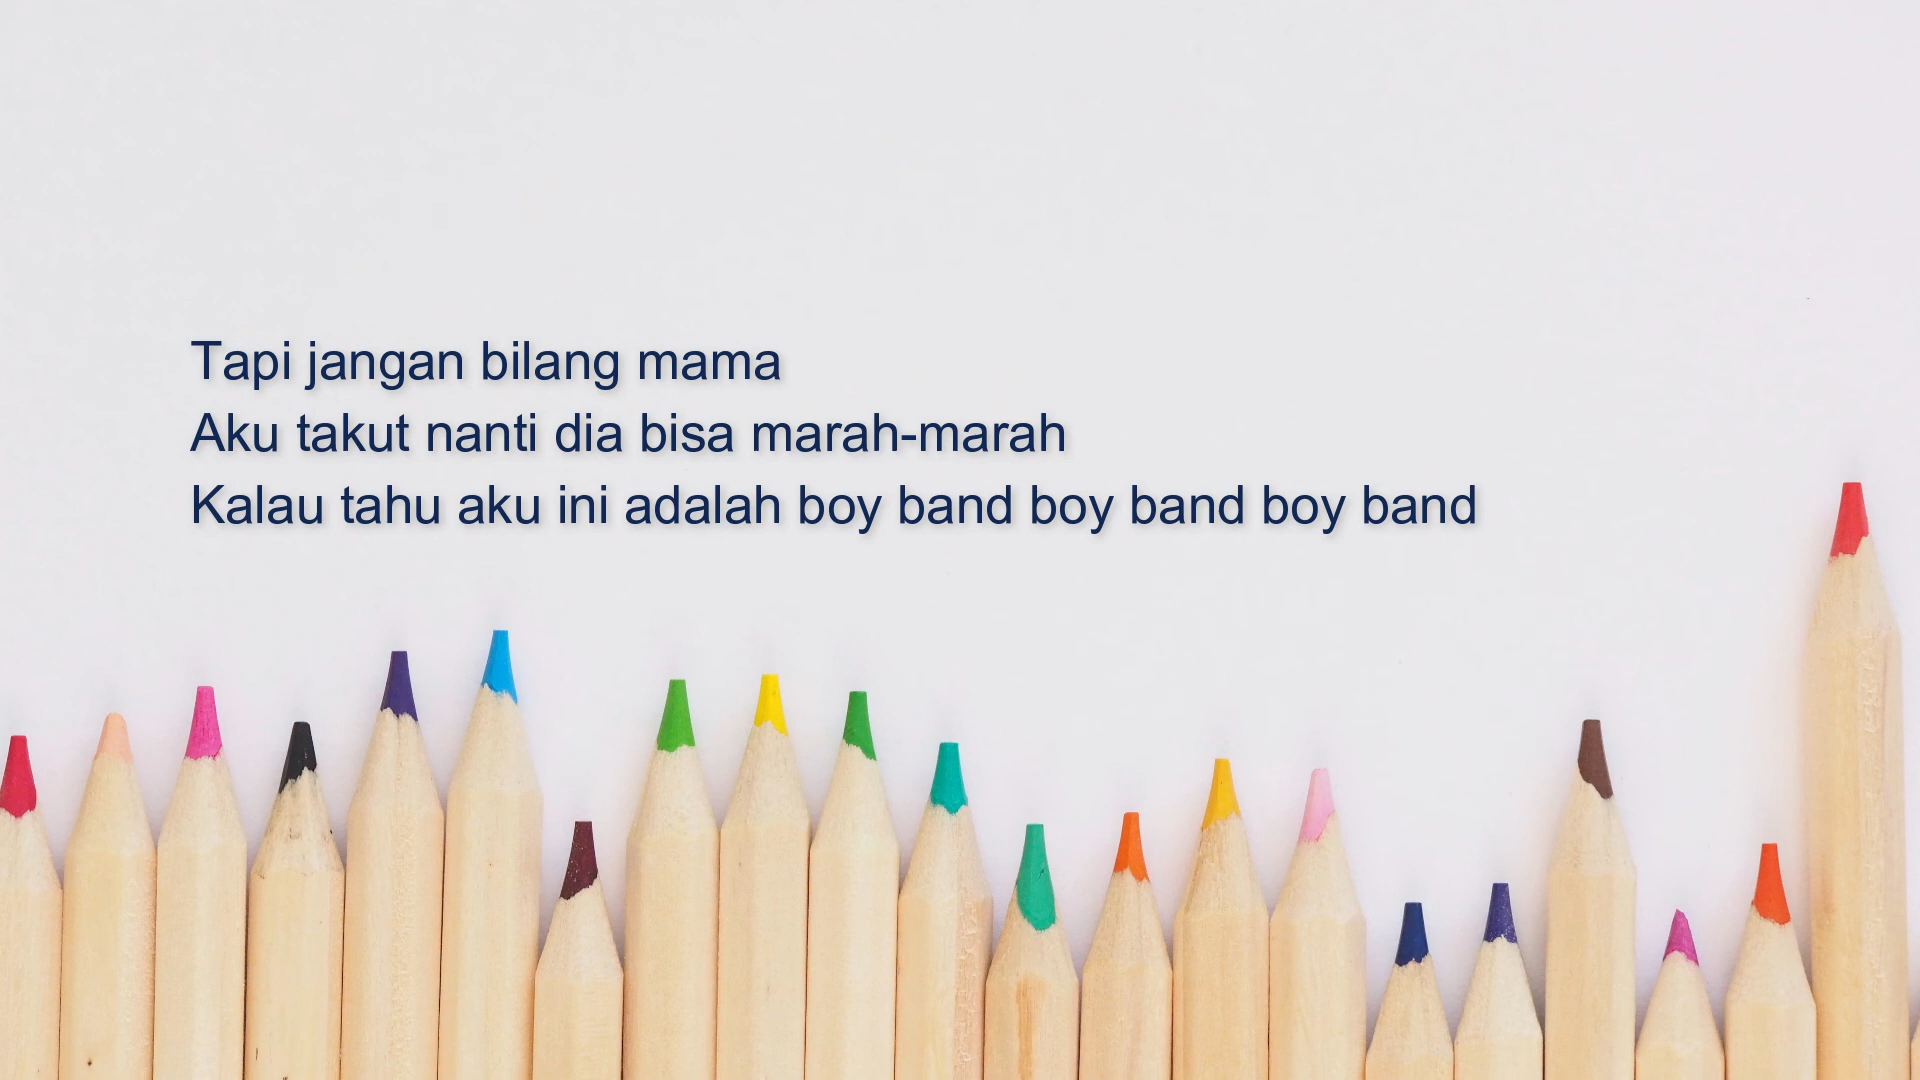 Tapi jangan bilang mama
Aku takut nanti dia bisa marah-marah
Kalau tahu aku ini adalah boy band boy band boy band